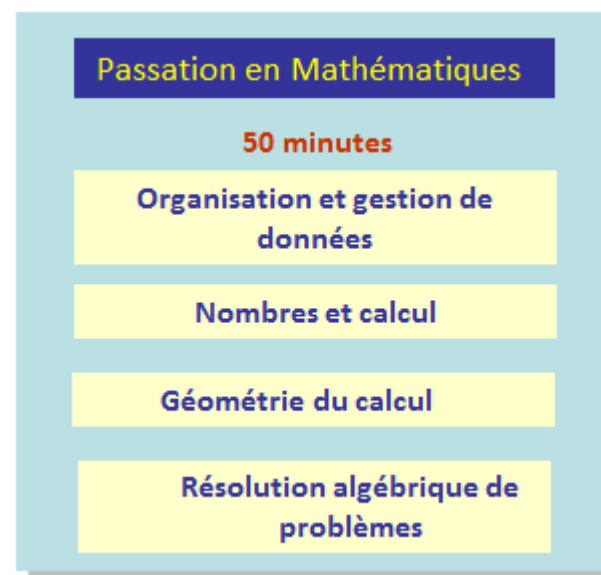 Passation en Mathématiques
50 minutes
Organisation et gestion de
données
Nombres et calcul
Géométrie du calcul
Résolution algébrique de
problèmes